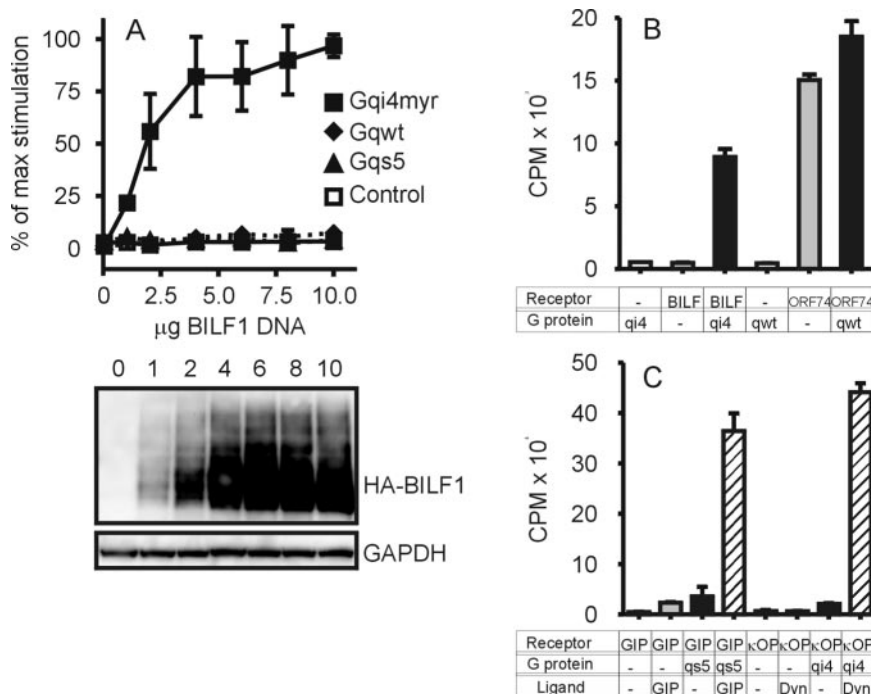 A
% of max stimulation
100
75
50
25
0
Gqi4myr
Gqwt
Gqs5
Control
0 2.5 5.0 7.5 10.0
μg BILF1 DNA
0 1 2 4 6 8 10
HA-BILF1
GAPDH
B
CPM x 10
20
15
10
5
0
Receptor - BILF BILF - ORF74 ORF74
G protein qi4 - qi4 qwt - qwt
C
CPM x 10
50
40
30
20
10
0
Receptor GIP GIP GIP GIP κOP κOP κOP κOP
G protein - - qs5 qs5 - - qi4 qi4
Ligand - GIP - GIP - Dyn - Dyn